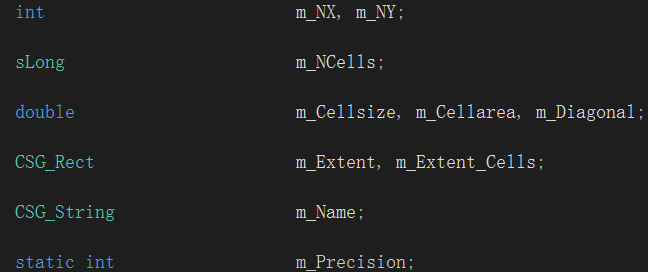 int m_NX, m_NY;
sLong m_NCells;
double m_Cellsize, m_Cellarea, m_Diagonal;
CSG_Rect m_Extent, m_Extent_Cells;
CSG_String m_Name;
static int m_Precision;